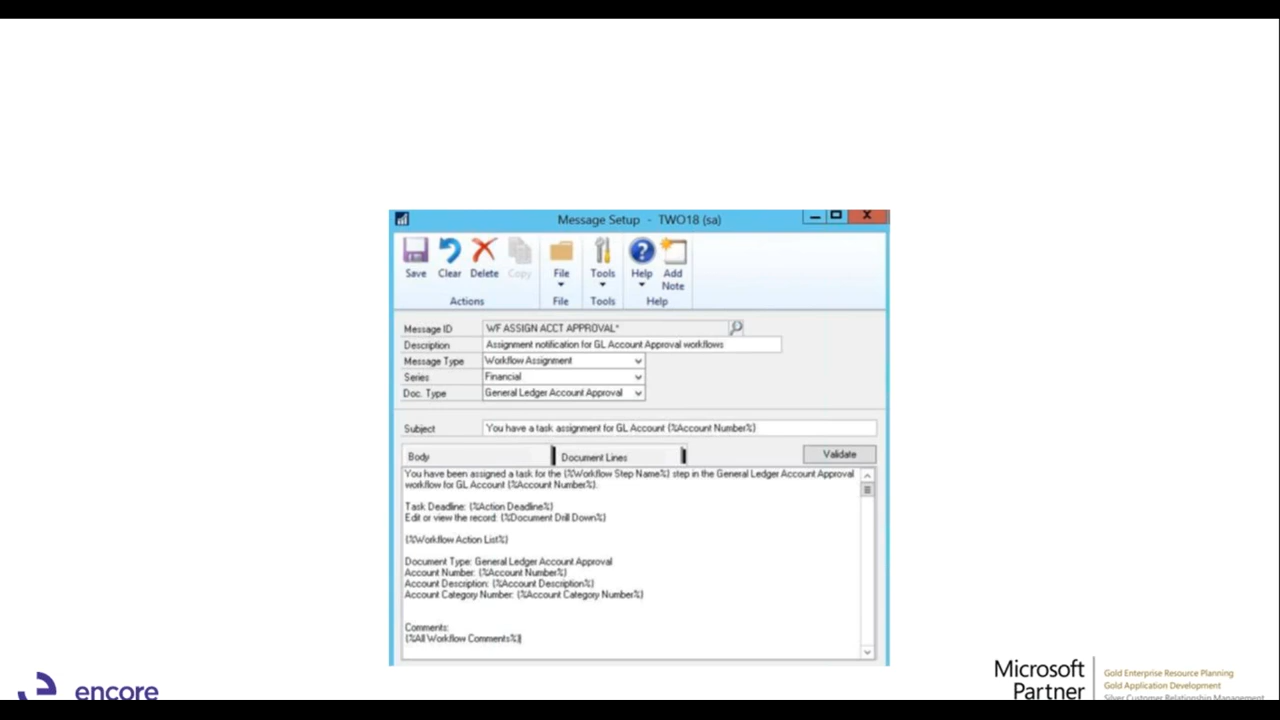 Message Setup - TWO18 (sa)
X
Save Clear Delete Copy File Tools Help Add Note
Actions File Tools Help
Message ID WF ASSIGN ACCT APPROVAL*
Description Assignment notification for GL Account Approval workflows
Message Type Workflow Assignment
Series Financial
Doc. Type General Ledger Account Approval
Subject You have a task assignment for GL Account {%Account Number%}
Body Document Lines Validate
You have been assigned a task for the {%Workflow Step Name%} step in the General Ledger Account Approval
workflow for GL Account {%Account Number%}.
Task Deadline: {%Action Deadline%}
Edit or view the record: {%Document Drill Down%}
{%Workflow Action List%}
Document Type: General Ledger Account Approval
Account Number: {%Account Number%}
Account Description: {%Account Description%}
Account Category Number: {%Account Category Number%}
Comments:
{%All Workflow Comments%}
encore
Microsoft
Partner
Gold Enterprise Resource Planning
Gold Application Development
Silver Customer Relationship Management